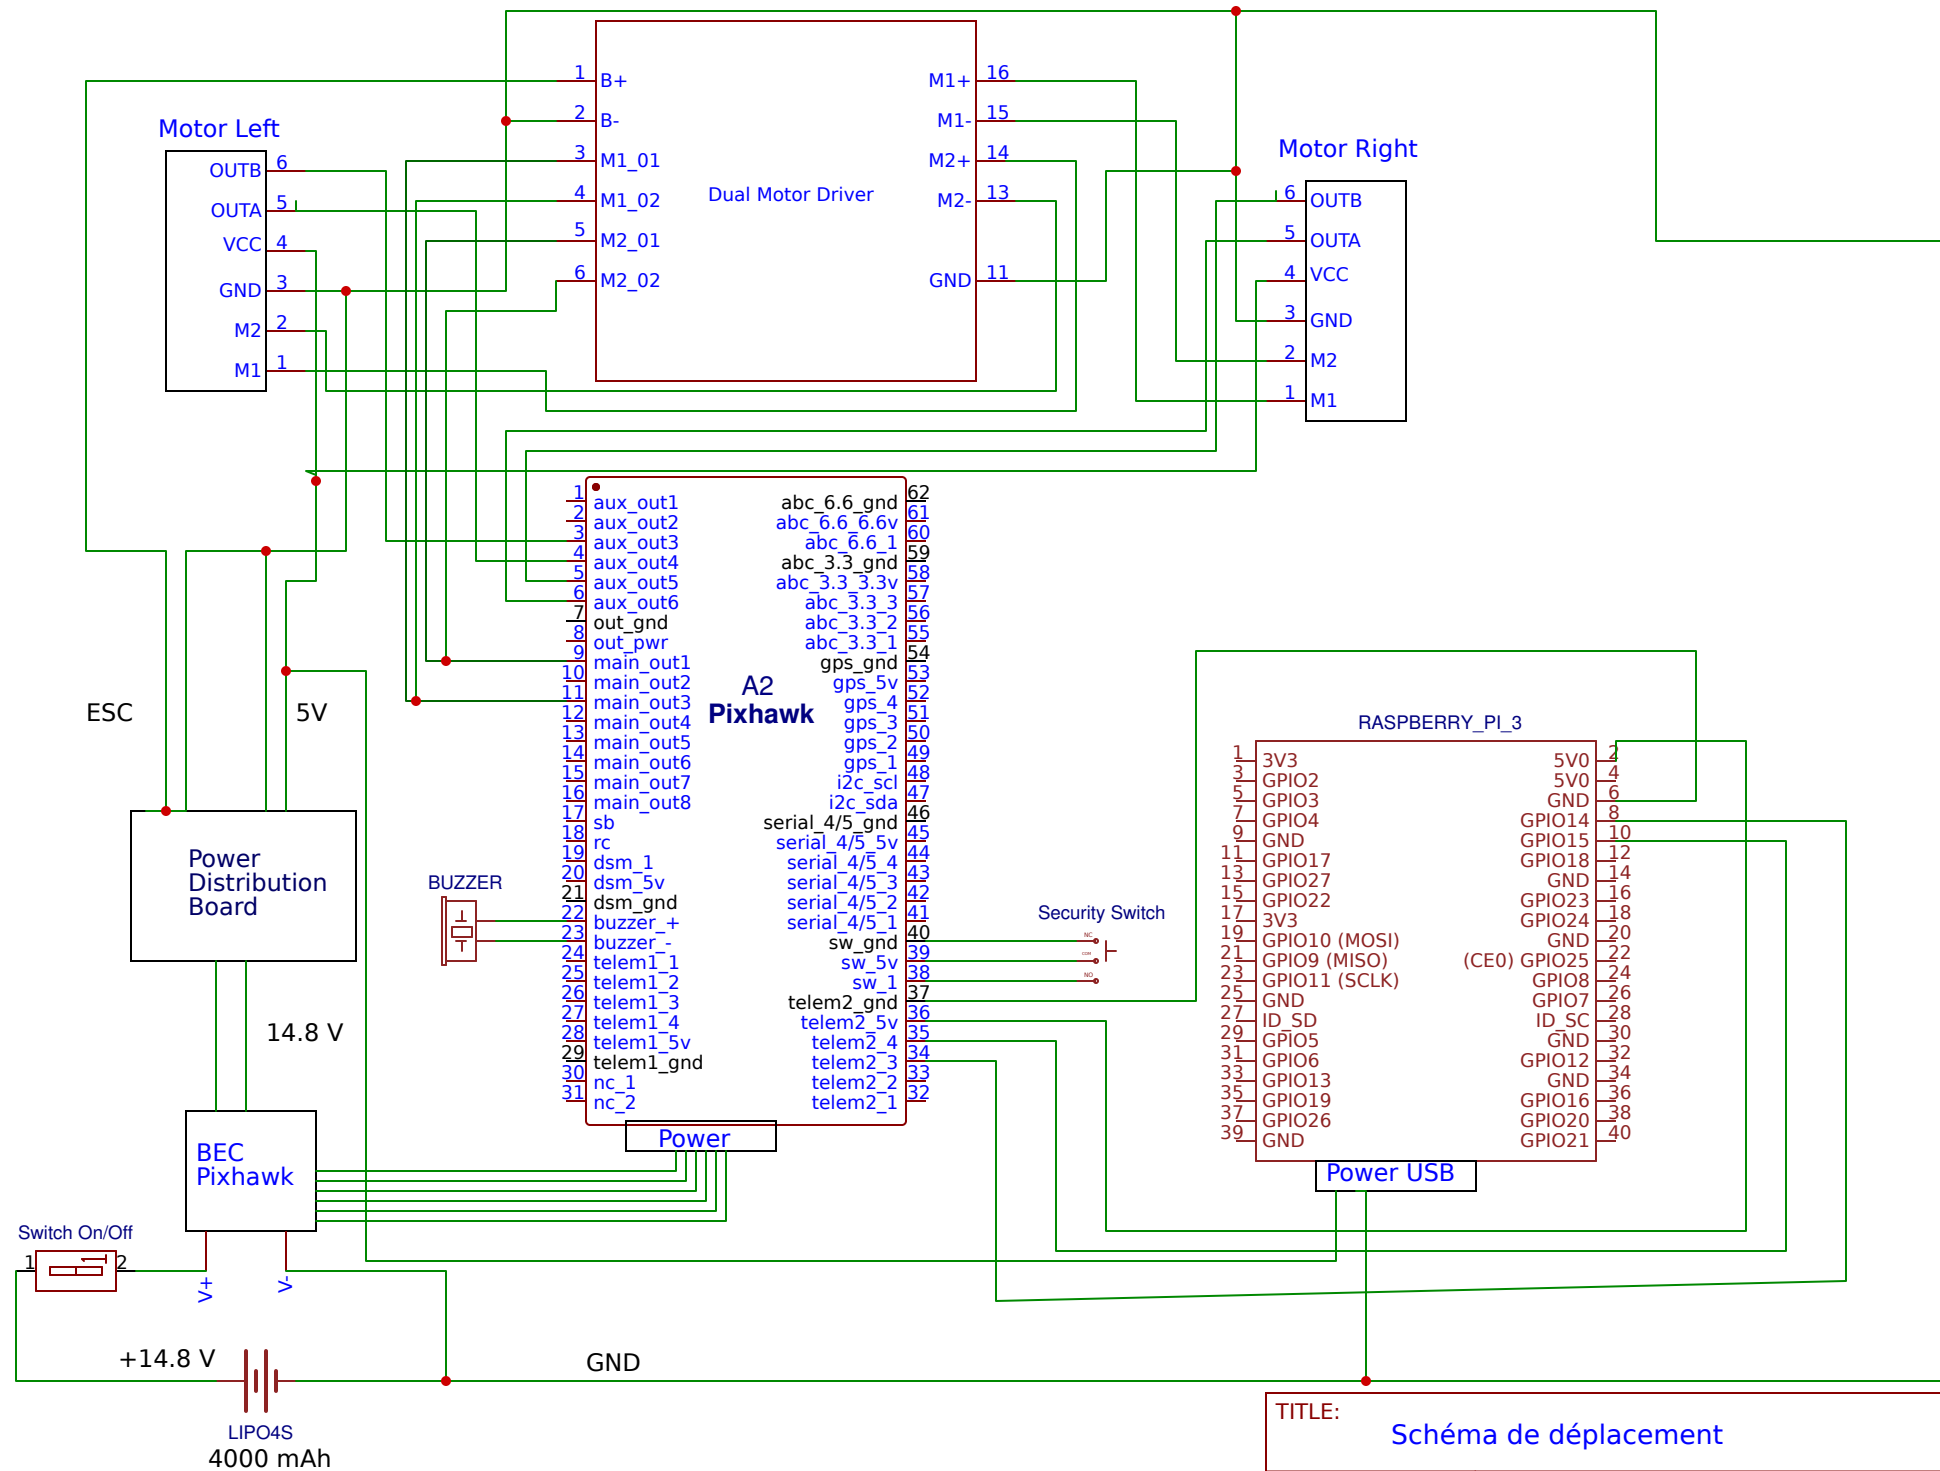 1 B+
2 B-
3 M1_01
4 M1_02
5 M2_01
6 M2_02
Dual Motor Driver
M1+ 16
M1- 15
M2+ 14
M2- 13
GND 11
Motor Left
OUTB 6
OUTA 5
VCC 4
GND 3
M2 2
M1 1
Motor Right
6 OUTB
5 OUTA
4 VCC
3 GND
2 M2
1 M1
1 aux_out1
2 aux_out2
3 aux_out3
4 aux_out4
5 aux_out5
6 aux_out6
7 out_gnd
8 out_pwr
9 main_out1
10 main_out2
11 main_out3
12 main_out4
13 main_out5
14 main_out6
15 main_out7
16 main_out8
17 sb
18 rc
19 dsm_1
20 dsm_5v
21 dsm_gnd
22 buzzer_+
23 buzzer_-
24 telem1_1
25 telem1_2
26 telem1_3
27 telem1_4
28 telem1_5v
29 telem1_gnd
30 nc_1
31 nc_2
A2
Pixhawk
abc_6.6_gnd 62
abc_6.6_6.6v 61
abc_6.6_1 60
abc_3.3_gnd 59
abc_3.3_3.3v 58
abc_3.3_3 57
abc_3.3_2 56
abc_3.3_1 55
gps_gnd 54
gps_5v 53
gps_4 52
gps_3 51
gps_2 50
gps_1 49
i2c_scl 48
i2c_sda 47
serial_4/5_gnd 46
serial_4/5_5v 45
serial_4/5_4 44
serial_4/5_3 43
serial_4/5_2 42
serial_4/5_1 41
sw_gnd 40
sw_5v 39
sw_1 38
telem2_gnd 37
telem2_5v 36
telem2_4 35
telem2_3 34
telem2_2 33
telem2_1 32
Power
ESC
5V
Power
Distribution
Board
BUZZER
Security Switch
NC
COM
NO
14.8 V
BEC
Pixhawk
V+
V-
Switch On/Off
1
2
+14.8 V
GND
LIPO4S
4000 mAh
RASPBERRY_PI_3
1 3V3
3 GPIO2
5 GPIO3
7 GPIO4
9 GND
11 GPIO17
13 GPIO27
15 GPIO22
17 3V3
19 GPIO10 (MOSI)
21 GPIO9 (MISO)
23 GPIO11 (SCLK)
25 GND
27 ID_SD
29 GPIO5
31 GPIO6
33 GPIO13
35 GPIO19
37 GPIO26
39 GND
5V0 2
5V0 4
GND 6
GPIO14 8
GPIO15 10
GPIO18 12
GND 14
GPIO23 16
GPIO24 18
GND 20
(CE0) GPIO25 22
GPIO8 24
GPIO7 26
ID_SC 28
GND 30
GPIO12 32
GND 34
GPIO16 36
GPIO20 38
GPIO21 40
Power USB
TITLE:
Schéma de déplacement